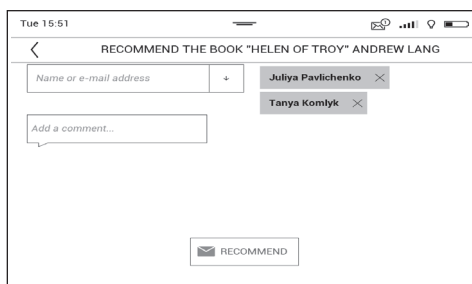 Tue 15:51
RECOMMEND THE BOOK "HELEN OF TROY" ANDREW LANG
Name or e-mail address
Juliya Pavlichenko
Tanya Komlyk
Add a comment...
RECOMMEND